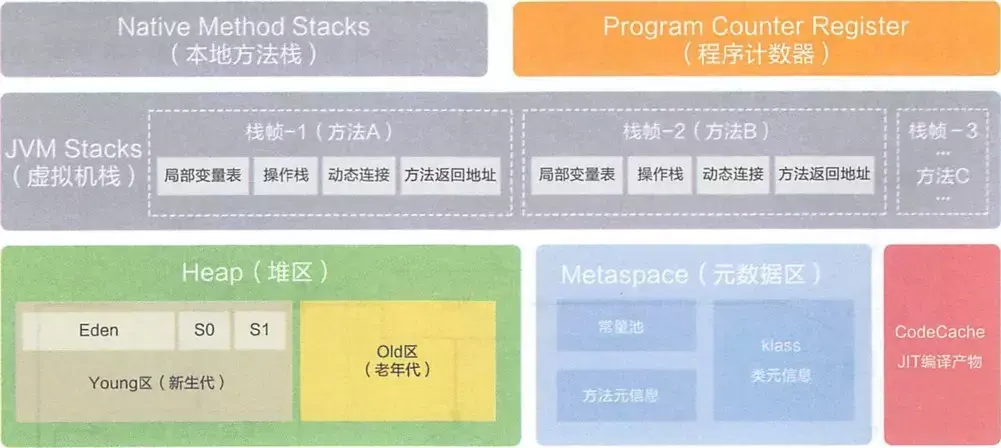 Native Method Stacks
（本地方法栈）
Program Counter Register
（程序计数器）
JVM Stacks
（虚拟机栈）
栈帧-1（方法A）
局部变量表
操作栈
动态连接
方法返回地址
栈帧-2（方法B）
局部变量表
操作栈
动态连接
方法返回地址
栈帧-3
...
方法C
...
Heap（堆区）
Eden
S0
S1
Young区（新生代）
Old区
（老年代）
Metaspace（元数据区）
常量池
方法元信息
klass
类元信息
CodeCache
JIT编译产物